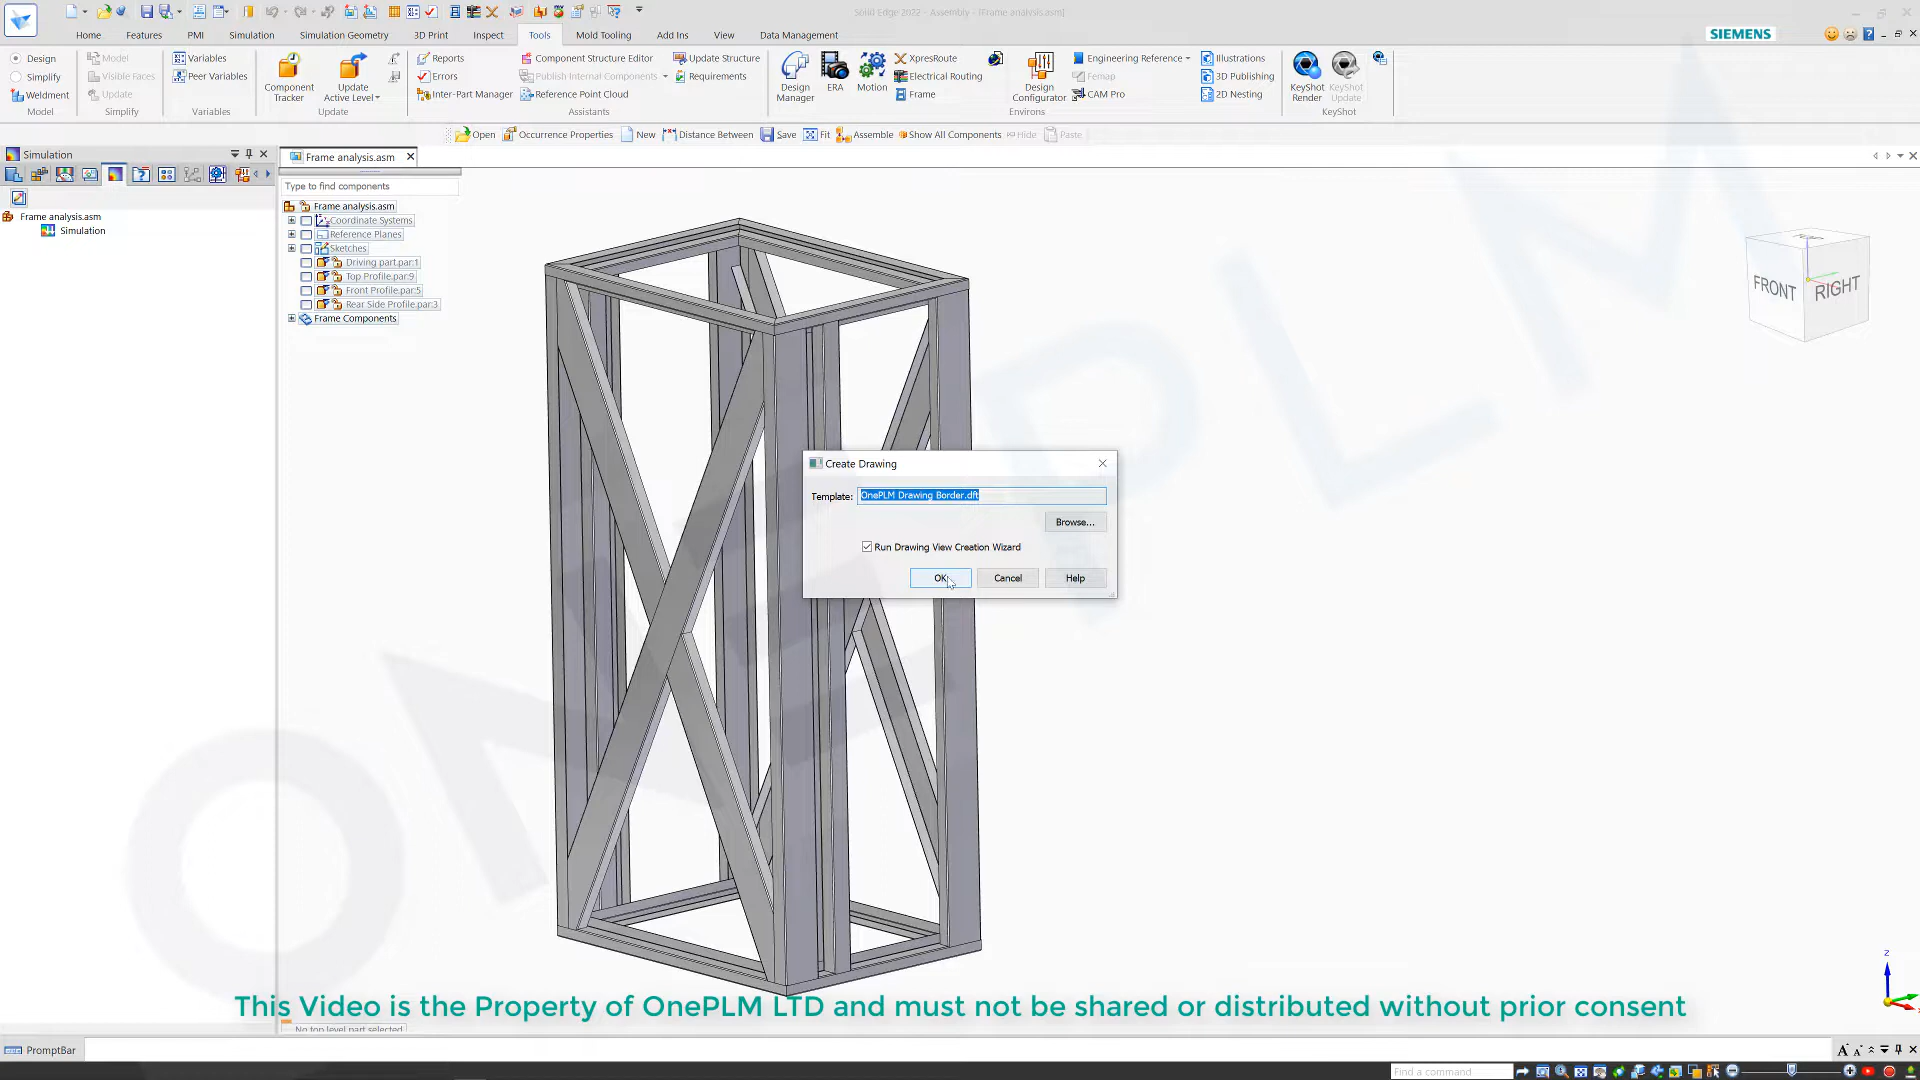 Solid Edge 2022 - Assembly - [Frame analysis.asm]
Home Features PMI Simulation Simulation Geometry 3D Print Inspect Tools Mold Tooling Add Ins View Data Management
SIEMENS
Design
Simplify
Weldment
Model
Model
Visible Faces
Update
Simplify
Variables
Peer Variables
Variables
Component Tracker
Update Active Level
Update
Reports
Errors
Inter-Part Manager
Component Structure Editor
Publish Internal Components
Reference Point Cloud
Update Structure
Requirements
Assistants
Design Manager
ERA
Motion
XpresRoute
Electrical Routing
Frame
Design Configurator
Engineering Reference
Femap
CAM Pro
Environs
Illustrations
3D Publishing
2D Nesting
KeyShot Render
KeyShot Update
KeyShot
Open Occurrence Properties New Distance Between Save Fit Assemble Show All Components Hide Paste
Simulation
Frame analysis.asm
Simulation
Frame analysis.asm
Type to find components
Frame analysis.asm
Coordinate Systems
Reference Planes
Sketches
Driving part.par:1
Top Profile.par:9
Front Profile.par:5
Rear Side Profile.par:3
Frame Components
TOP
FRONT
RIGHT
Create Drawing
Template: OnePLM Drawing Border.dft
Browse...
Run Drawing View Creation Wizard
OK Cancel Help
ONEPLM
Z
This Video is the Property of OnePLM LTD and must not be shared or distributed without prior consent
No top level part selected
PromptBar
Find a command